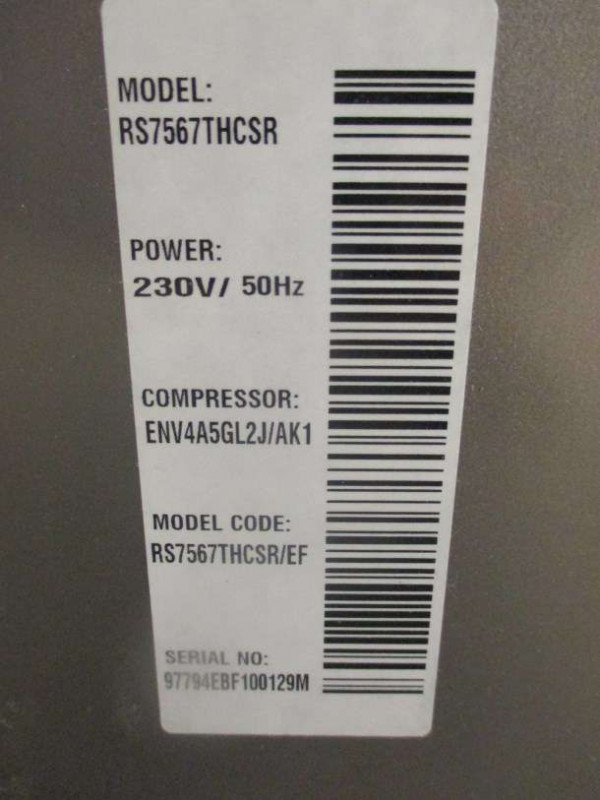 MODEL:
RS7567THCSR
POWER:
230V/ 50Hz
COMPRESSOR:
ENV4A5GL2J/AK1
MODEL CODE:
RS7567THCSR/EF
SERIAL NO:
97794EBF100129M